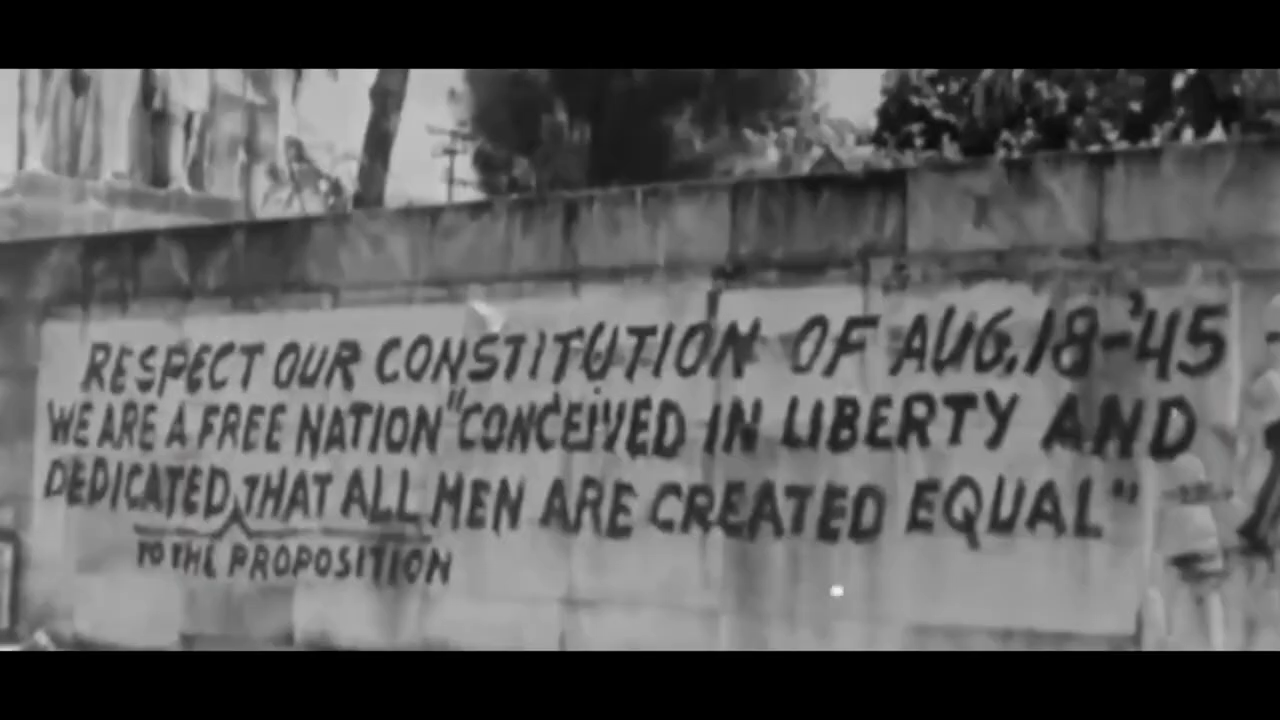 RESPECT OUR CONSTITUTION OF AUG.18-'45
WE ARE A FREE NATION "CONCEIVED IN LIBERTY AND
DEDICATED THAT ALL MEN ARE CREATED EQUAL"
TO THE PROPOSITION